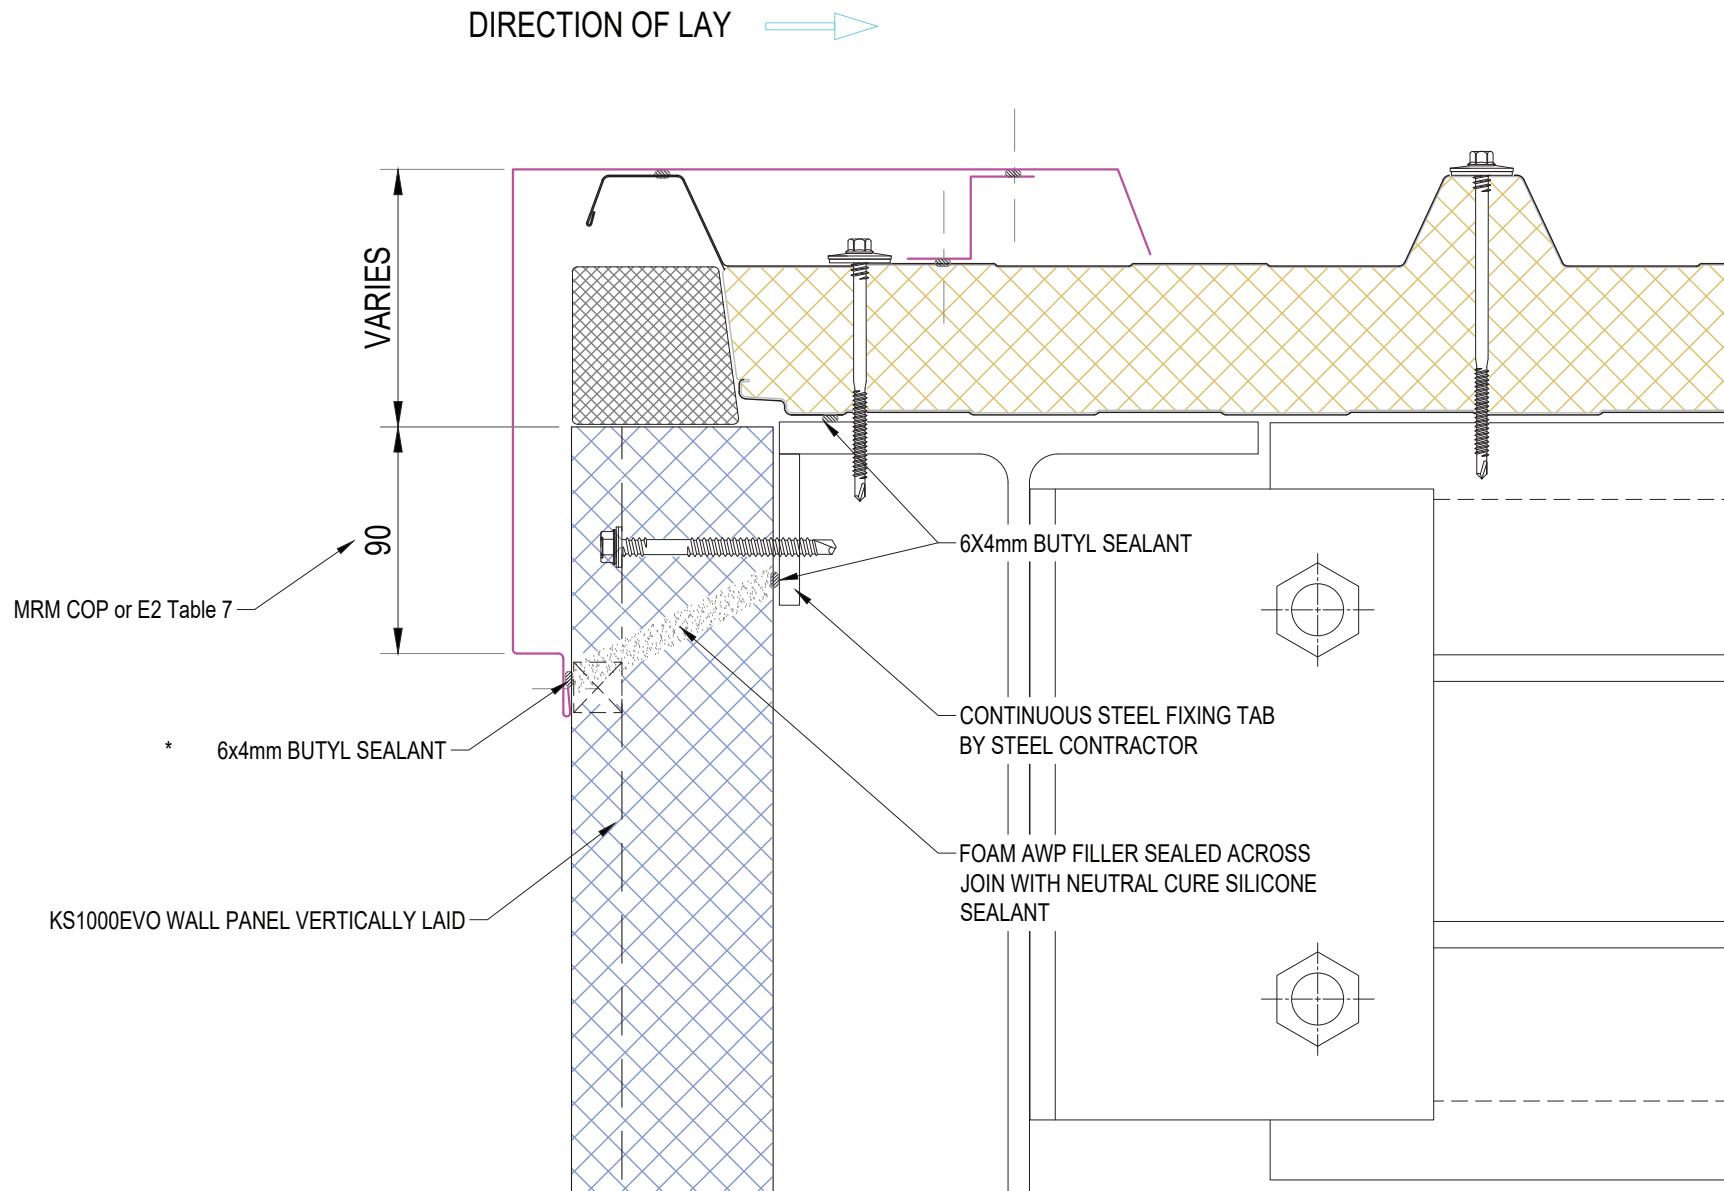 DIRECTION OF LAY
VARIES
90
6X4mm BUTYL SEALANT
MRM COP or E2 Table 7
CONTINUOUS STEEL FIXING TAB
BY STEEL CONTRACTOR
* 6x4mm BUTYL SEALANT
FOAM AWP FILLER SEALED ACROSS
JOIN WITH NEUTRAL CURE SILICONE
SEALANT
KS1000EVO WALL PANEL VERTICALLY LAID